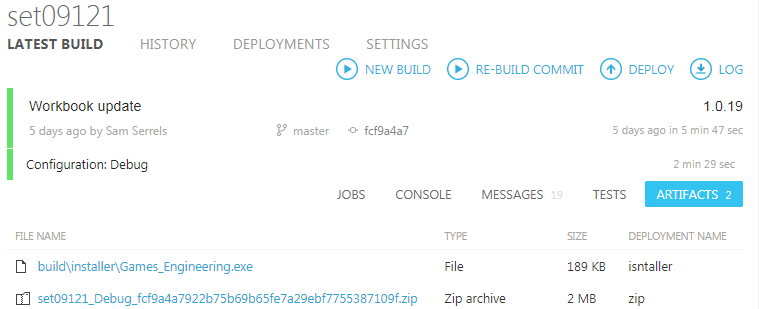 set09121
LATEST BUILD HISTORY DEPLOYMENTS SETTINGS
NEW BUILD RE-BUILD COMMIT DEPLOY LOG
Workbook update 1.0.19
5 days ago by Sam Serrels master fcf9a4a7 5 days ago in 5 min 47 sec
Configuration: Debug 2 min 29 sec
JOBS CONSOLE MESSAGES 19 TESTS ARTIFACTS 2
FILE NAME TYPE SIZE DEPLOYMENT NAME
build\installer\Games_Engineering.exe File 189 KB isntaller
set09121_Debug_fcf9a4a7922b75b69b65fe7a29ebf7755387109f.zip Zip archive 2 MB zip